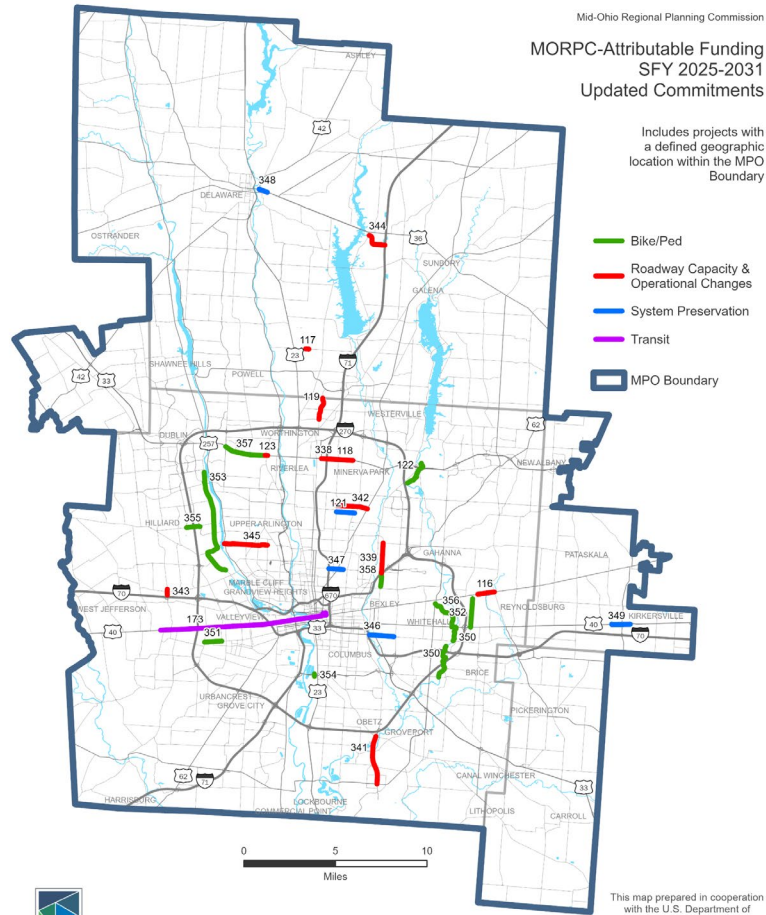 Mid-Ohio Regional Planning Commission
MORPC-Attributable Funding
SFY 2025-2031
Updated Commitments
Includes projects with
a defined geographic
location within the MPO
Boundary
Bike/Ped
Roadway Capacity &
Operational Changes
System Preservation
Transit
MPO Boundary
ASHLEY
42
348
DELAWARE
344
36
OSTRANDER
SUNBURY
GALENA
117
23
71
SHAWNEE HILLS
POWELL
42
33
119
WESTERVILLE
62
DUBLIN
257
WORTHINGTON
270
357
123
338
118
RIVERLEA
MINERVA PARK
122
NEW ALBANY
353
121
342
355
HILLIARD
UPPER ARLINGTON
345
339
GAHANNA
PATASKALA
347
358
MARBLE CLIFF
GRANDVIEW HEIGHTS
70
343
670
116
WEST JEFFERSON
BEXLEY
356
REYNOLDSBURG
352
349
KIRKERSVILLE
173
VALLEYVIEW
WHITEHALL
40
40
70
33
346
350
351
COLUMBUS
350
354
BRICE
23
URBANCREST
GROVE CITY
PICKERINGTON
OBETZ
GROVEPORT
341
62
71
CANAL WINCHESTER
33
HARRISBURG
LOCKBOURNE
COMMERCIAL POINT
LITHOPOLIS
CARROLL
0 5 10
Miles
This map prepared in cooperation
with the U.S. Department of